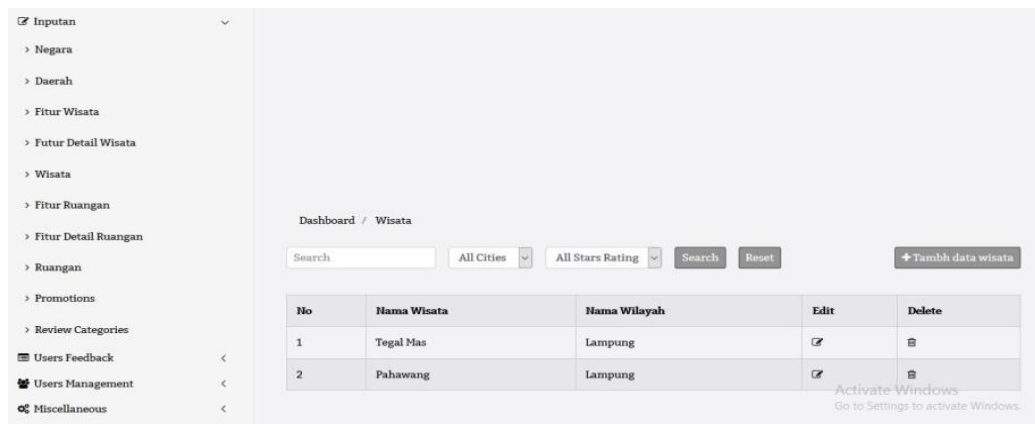 Inputan
> Negara
> Daerah
> Fitur Wisata
> Futur Detail Wisata
> Wisata
> Fitur Ruangan
> Fitur Detail Ruangan
> Ruangan
> Promotions
> Review Categories
Users Feedback
Users Management
Miscellaneous
Dashboard / Wisata
Search All Cities All Stars Rating Search Reset +Tambh data wisata
No Nama Wisata Nama Wilayah Edit Delete
1 Tegal Mas Lampung
2 Pahawang Lampung
Activate Windows
Go to Settings to activate Windows.